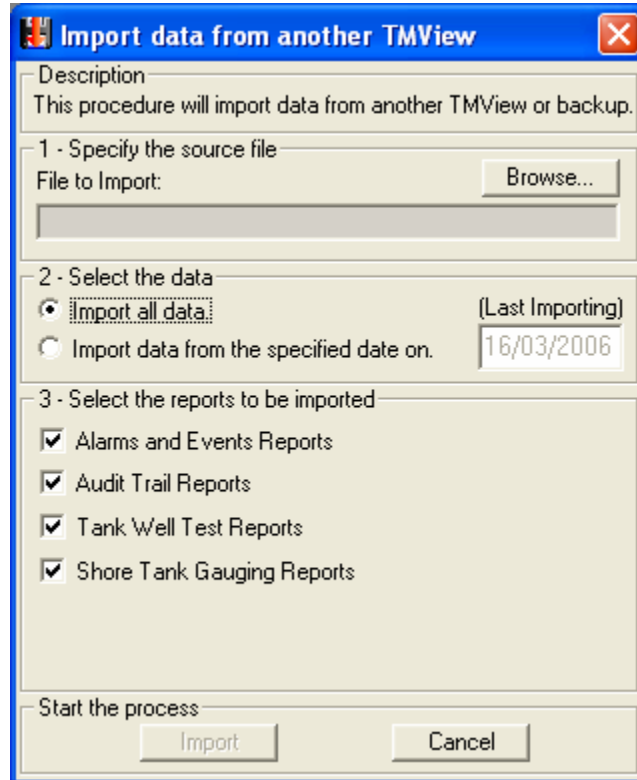 Import data from another TMView
Description
This procedure will import data from another TMView or backup.
1 - Specify the source file
File to Import:
Browse...
2 - Select the data
Import all data.
(Last Importing)
Import data from the specified date on.
16/03/2006
3 - Select the reports to be imported
Alarms and Events Reports
Audit Trail Reports
Tank Well Test Reports
Shore Tank Gauging Reports
Start the process
Import
Cancel